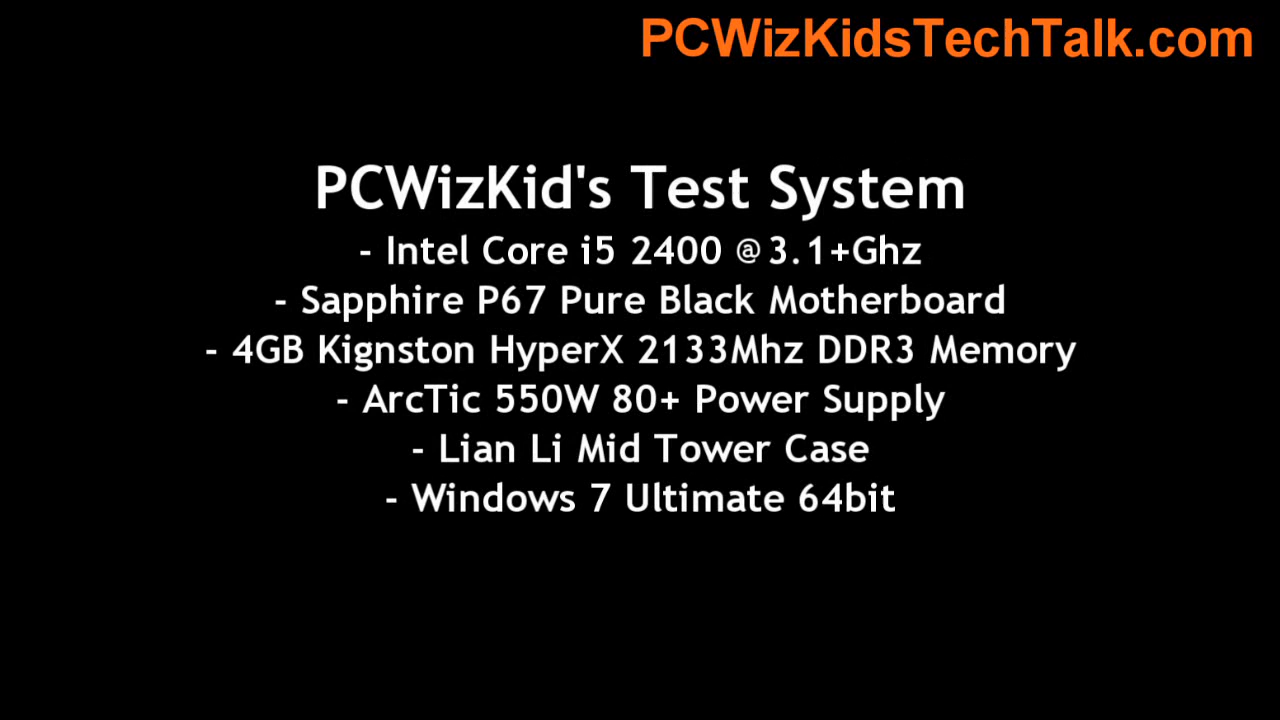 PCWizKidsTechTalk.com
PCWizKid's Test System
- Intel Core i5 2400 @3.1+Ghz
- Sapphire P67 Pure Black Motherboard
- 4GB Kignston HyperX 2133Mhz DDR3 Memory
- ArcTic 550W 80+ Power Supply
- Lian Li Mid Tower Case
- Windows 7 Ultimate 64bit